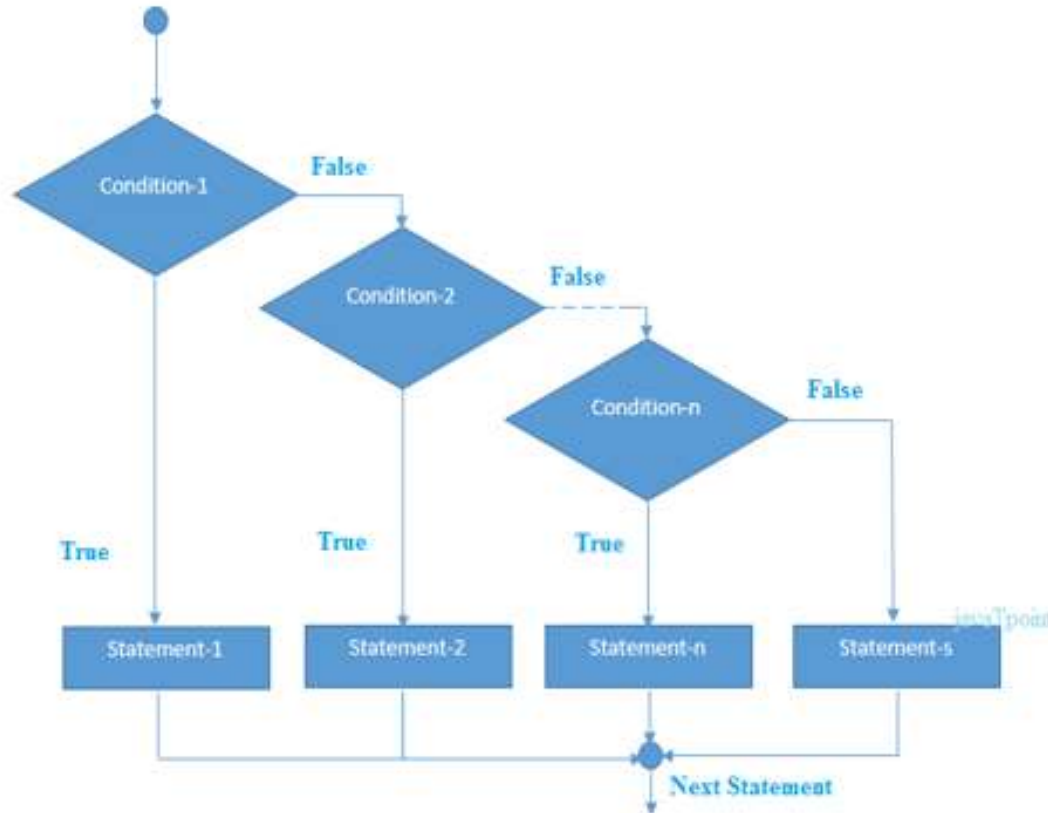 Condition-1
False
Condition-2
False
Condition-n
False
True
True
True
Statement-1
Statement-2
Statement-n
Statement-s
Next Statement